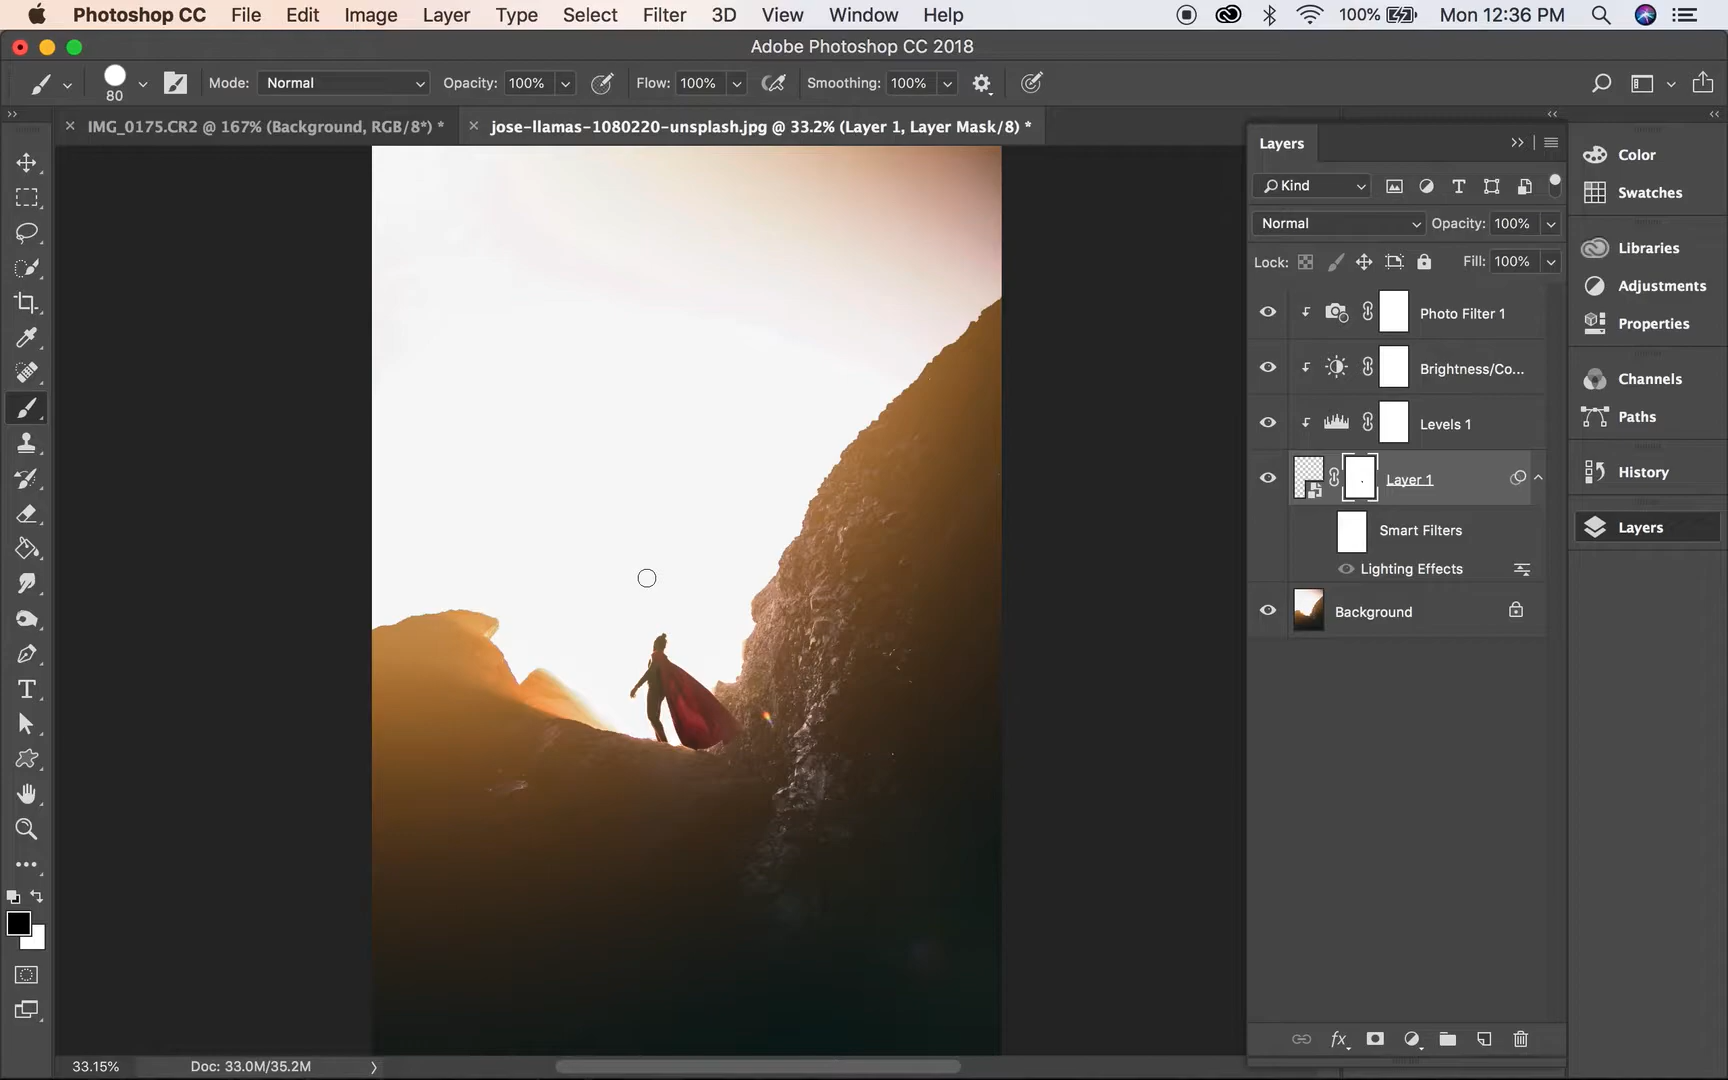 Photoshop CC File Edit Image Layer Type Select Filter 3D View Window Help 100% Mon 12:36 PM
Adobe Photoshop CC 2018
80 Mode: Normal Opacity: 100% Flow: 100% Smoothing: 100%
IMG_0175.CR2 @ 167% (Background, RGB/8*) * jose-llamas-1080220-unsplash.jpg @ 33.2% (Layer 1, Layer Mask/8) *
Layers
Kind
Normal Opacity: 100%
Lock: Fill: 100%
Photo Filter 1
Brightness/Co...
Levels 1
Layer 1
Smart Filters
Lighting Effects
Background
Color
Swatches
Libraries
Adjustments
Properties
Channels
Paths
History
Layers
fx
33.15% Doc: 33.0M/35.2M